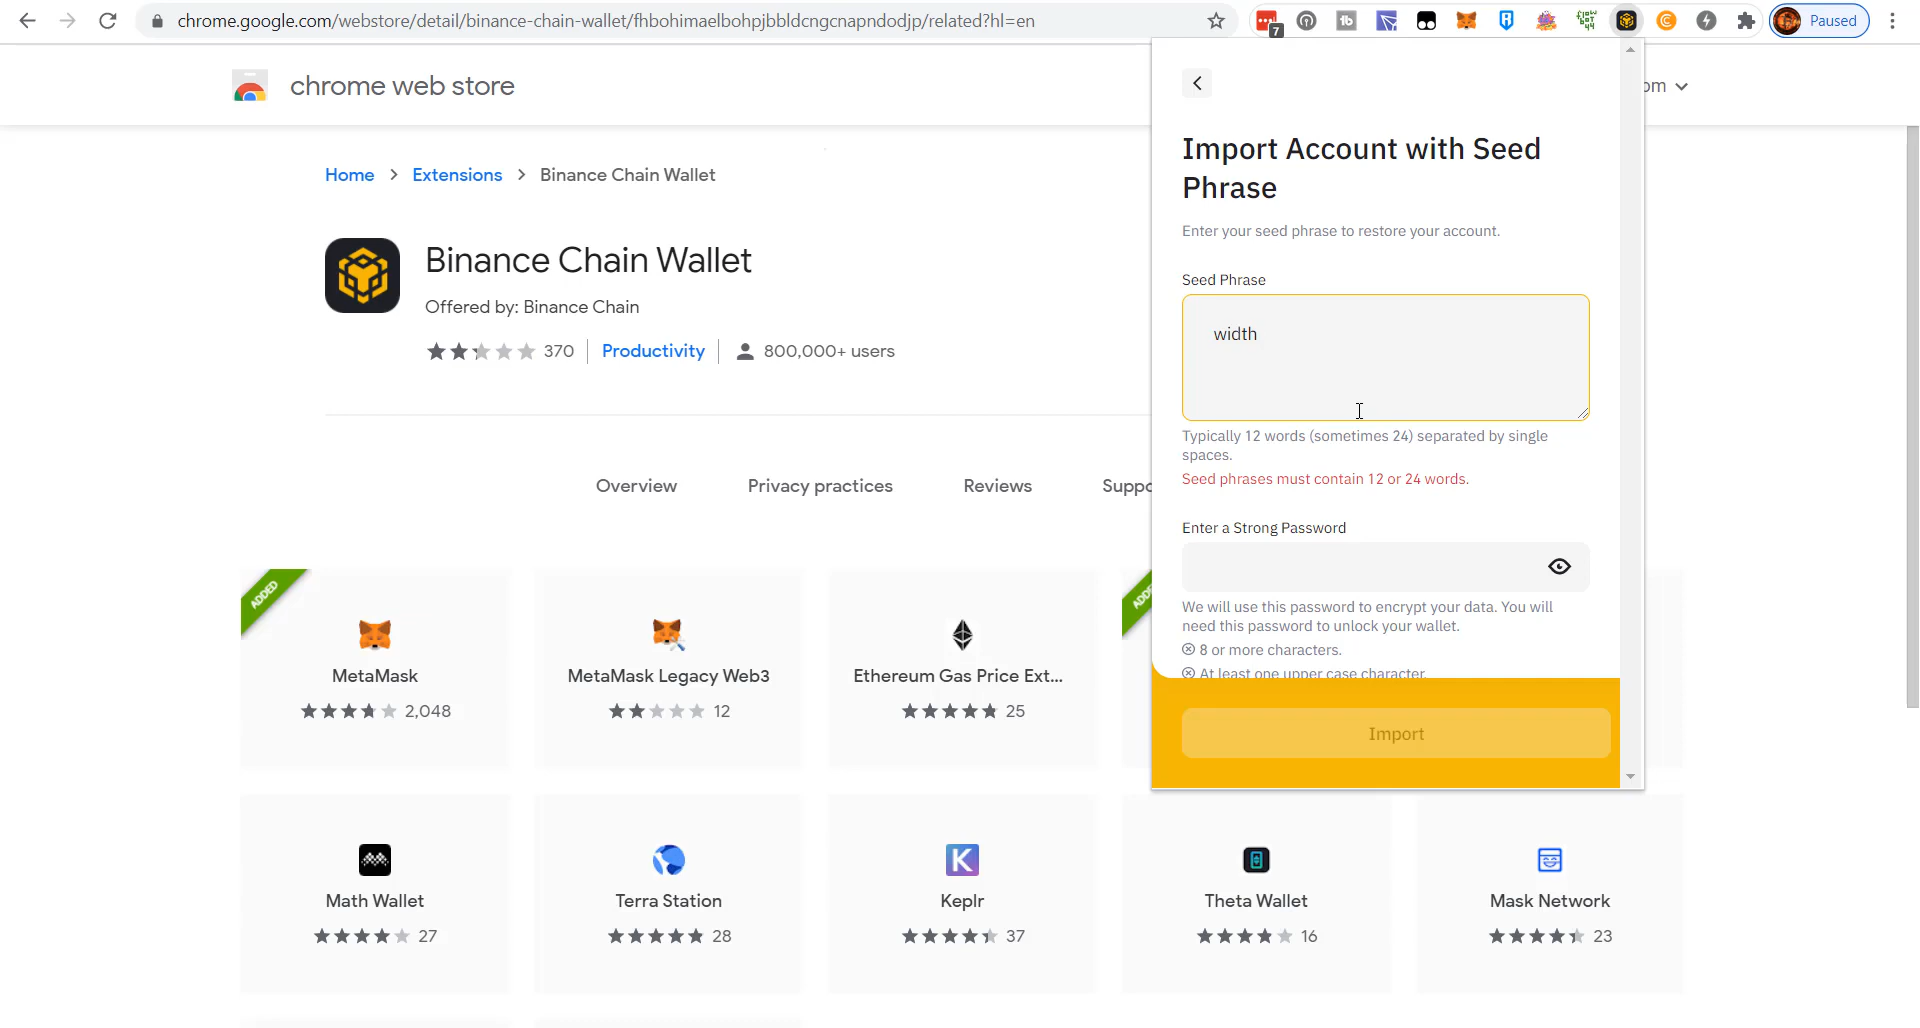 chrome.google.com/webstore/detail/binance-chain-wallet/fhbohimaelbohpjbbldcngcnapndodjp/related?hl=en
7
Paused
chrome web store
om
Home > Extensions > Binance Chain Wallet
Binance Chain Wallet
Offered by: Binance Chain
370
Productivity
800,000+ users
Overview
Privacy practices
Reviews
Suppo
ADDED
MetaMask
2,048
MetaMask Legacy Web3
12
Ethereum Gas Price Ext...
25
ADDE
Math Wallet
27
Terra Station
28
Keplr
37
Theta Wallet
16
Mask Network
23
Import Account with Seed
Phrase
Enter your seed phrase to restore your account.
Seed Phrase
width
Typically 12 words (sometimes 24) separated by single
spaces.
Seed phrases must contain 12 or 24 words.
Enter a Strong Password
We will use this password to encrypt your data. You will
need this password to unlock your wallet.
8 or more characters.
At least one upper case character.
Import